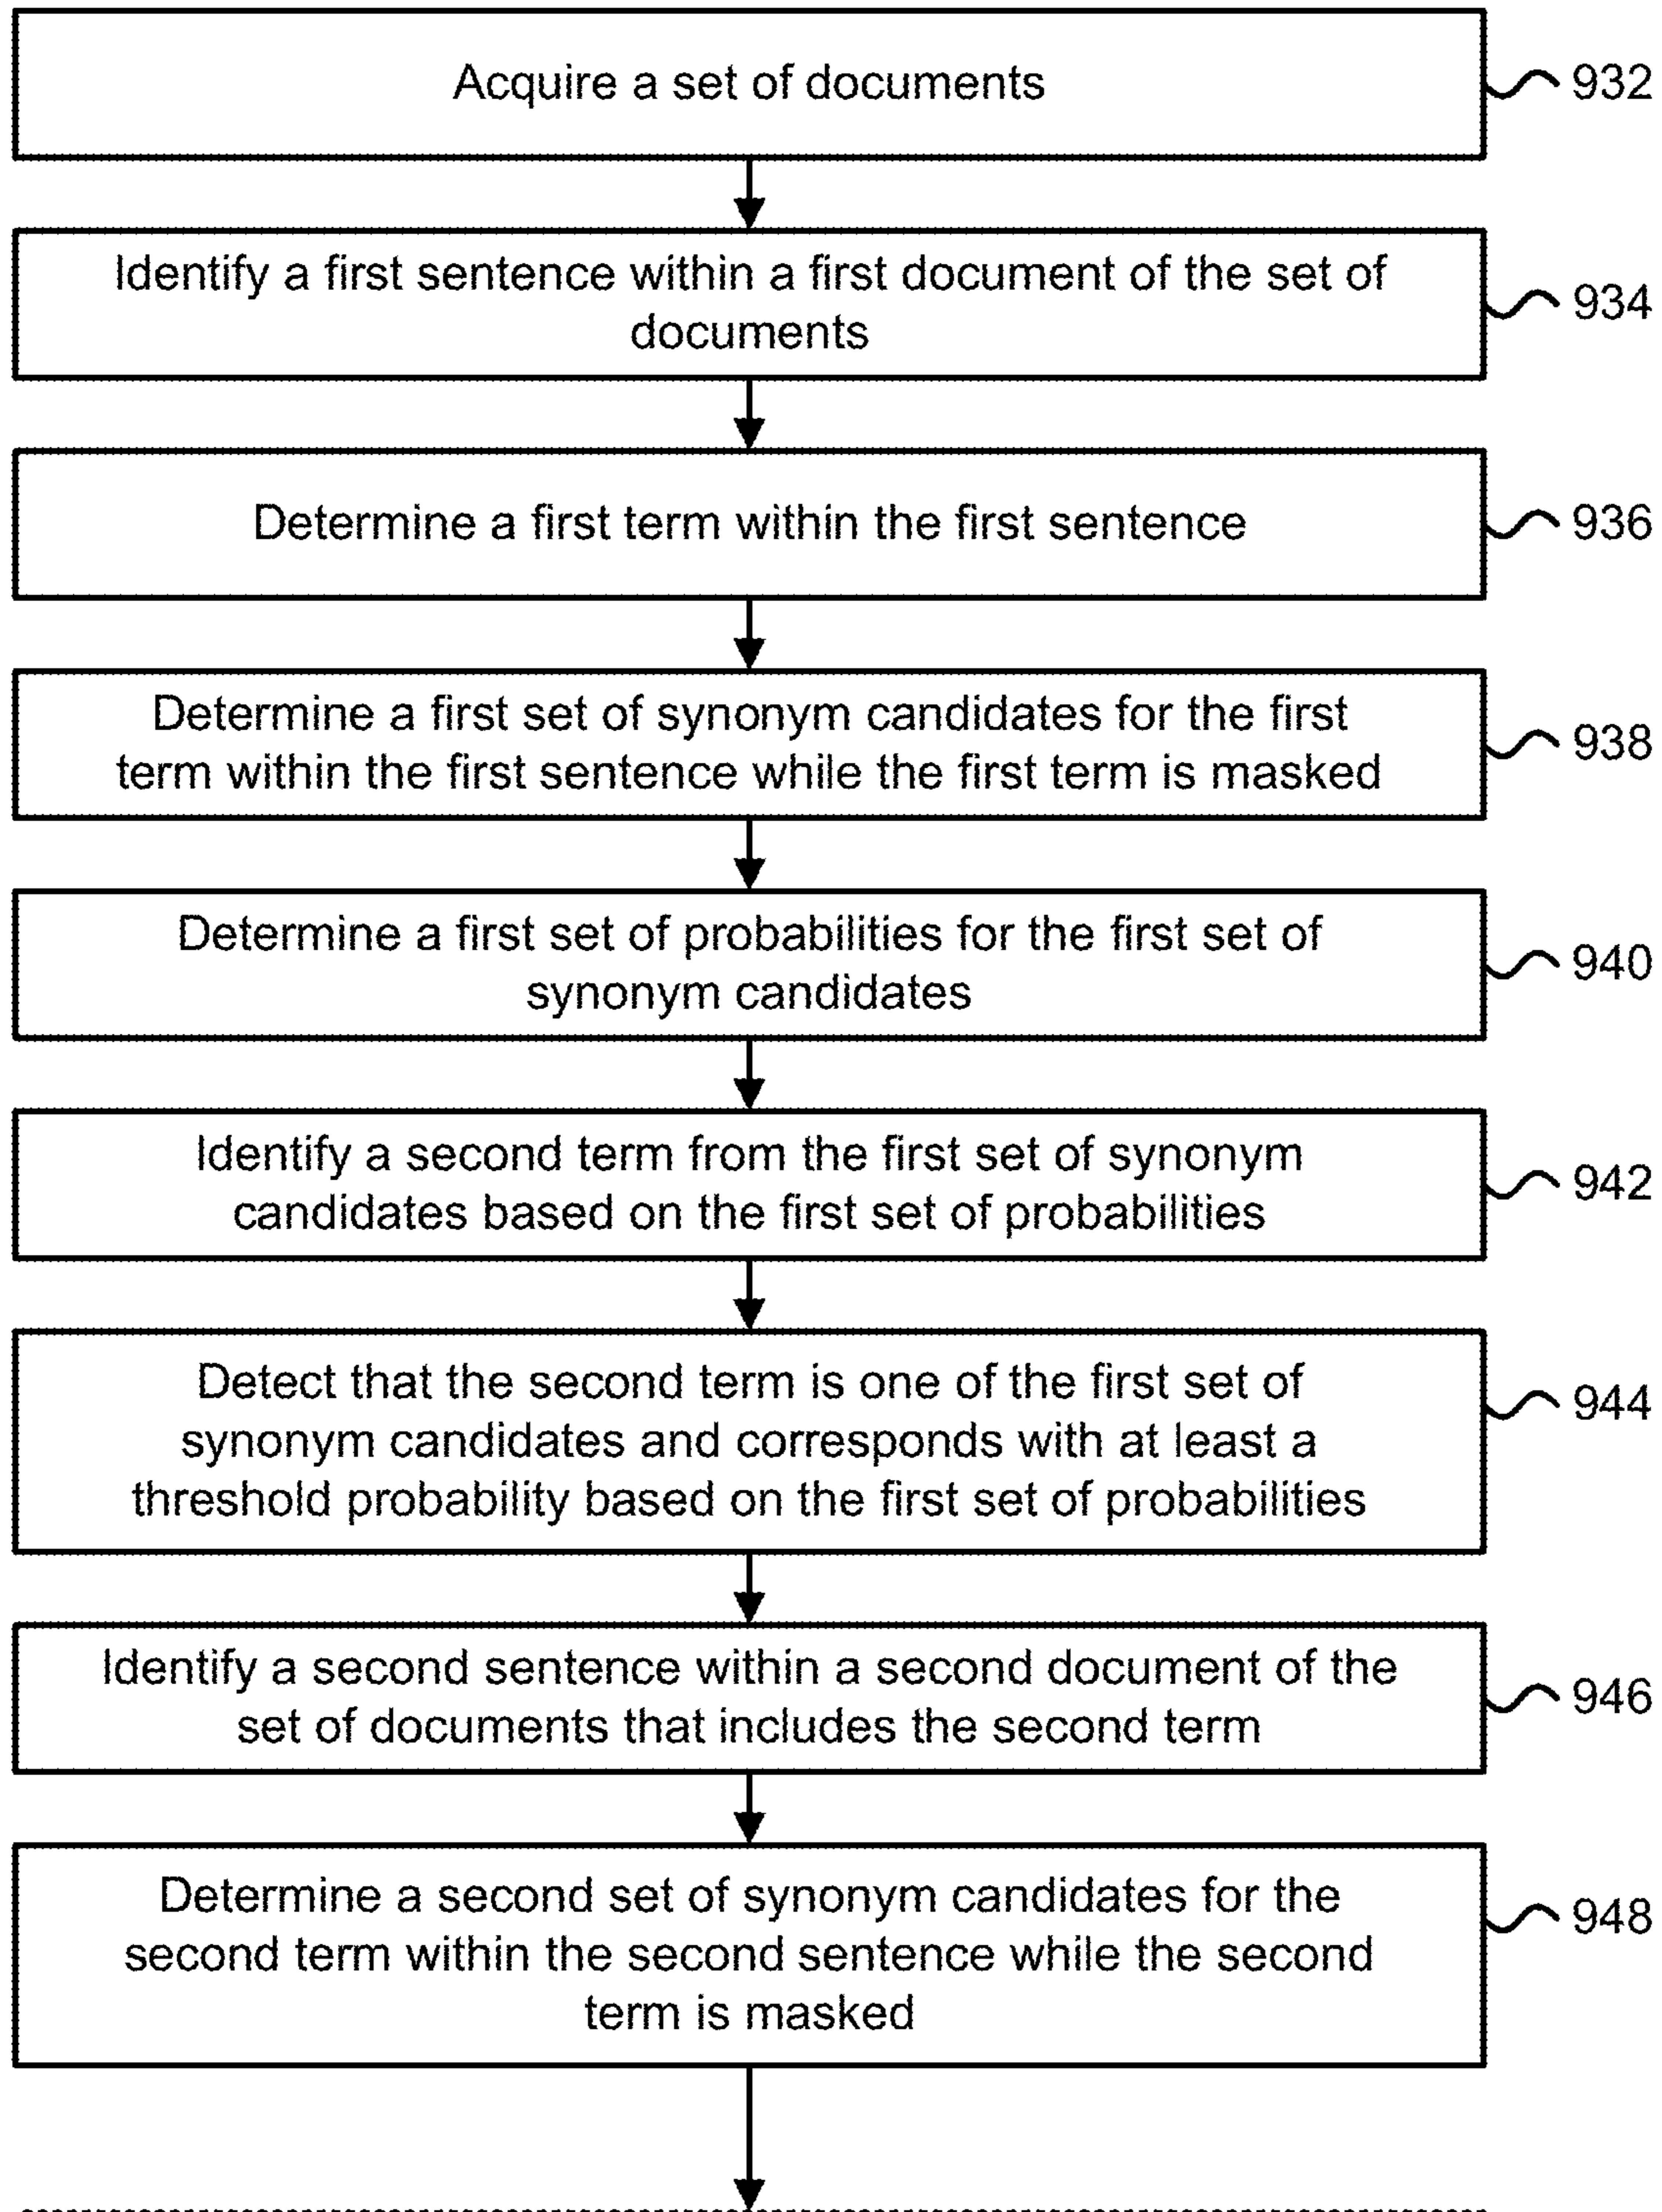 Acquire a set of documents
932
Identify a first sentence within a first document of the set of
documents
934
Determine a first term within the first sentence
936
Determine a first set of synonym candidates for the first
term within the first sentence while the first term is masked
938
Determine a first set of probabilities for the first set of
synonym candidates
940
Identify a second term from the first set of synonym
candidates based on the first set of probabilities
942
Detect that the second term is one of the first set of
synonym candidates and corresponds with at least a
threshold probability based on the first set of probabilities
944
Identify a second sentence within a second document of the
set of documents that includes the second term
946
Determine a second set of synonym candidates for the
second term within the second sentence while the second
term is masked
948